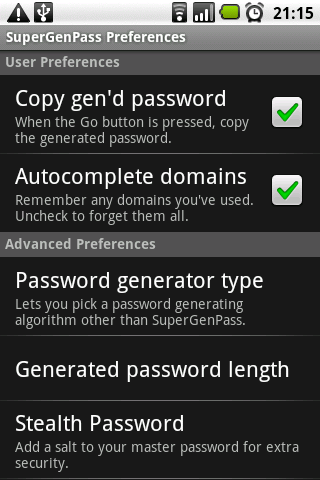 21:15
SuperGenPass Preferences
User Preferences
Copy gen'd password
When the Go button is pressed, copy
the generated password.
Autocomplete domains
Remember any domains you've used.
Uncheck to forget them all.
Advanced Preferences
Password generator type
Lets you pick a password generating
algorithm other than SuperGenPass.
Generated password length
Stealth Password
Add a salt to your master password for extra
security.